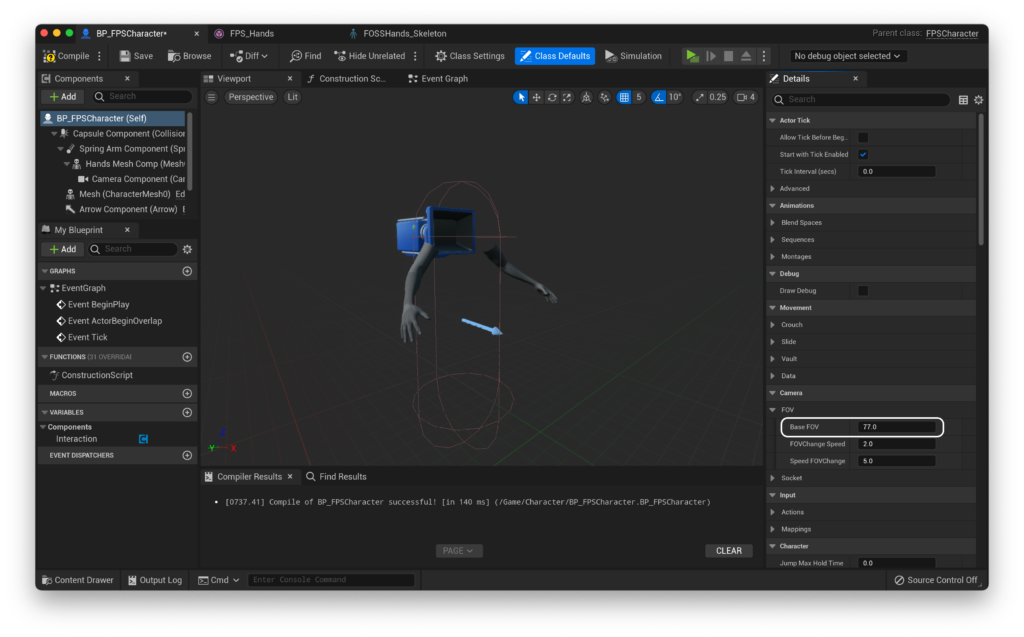 BP_FPSCharacter*
FPS_Hands
FOSSHands_Skeleton
Parent class: FPSCharacter
Compile
Save
Browse
Diff
Find
Hide Unrelated
Class Settings
Class Defaults
Simulation
No debug object selected
Components
Add
Search
BP_FPSCharacter (Self)
Capsule Component (Collision
Spring Arm Component (Spr
Hands Mesh Comp (Mesh
Camera Component (Car
Mesh (CharacterMesh0) Ed
Arrow Component (Arrow)
My Blueprint
Add
Search
GRAPHS
EventGraph
Event BeginPlay
Event ActorBeginOverlap
Event Tick
FUNCTIONS (31 OVERRIDAI
ConstructionScript
MACROS
VARIABLES
Components
Interaction
EVENT DISPATCHERS
Viewport
Construction Sc...
Event Graph
Perspective
Lit
5
10°
0.25
4
Z
Y
X
Compiler Results
Find Results
[0737.41] Compile of BP_FPSCharacter successful! [in 140 ms] (/Game/Character/BP_FPSCharacter.BP_FPSCharacter)
PAGE
CLEAR
Details
Search
Actor Tick
Allow Tick Before Beg..
Start with Tick Enabled
Tick Interval (secs) 0.0
Advanced
Animations
Blend Spaces
Sequences
Montages
Debug
Draw Debug
Movement
Crouch
Slide
Vault
Data
Camera
FOV
Base FOV 77.0
FOVChange Speed 2.0
Speed FOVChange 5.0
Socket
Input
Actions
Mappings
Character
Jump Max Hold Time 0.0
Content Drawer
Output Log
Cmd
Enter Console Command
Source Control Off